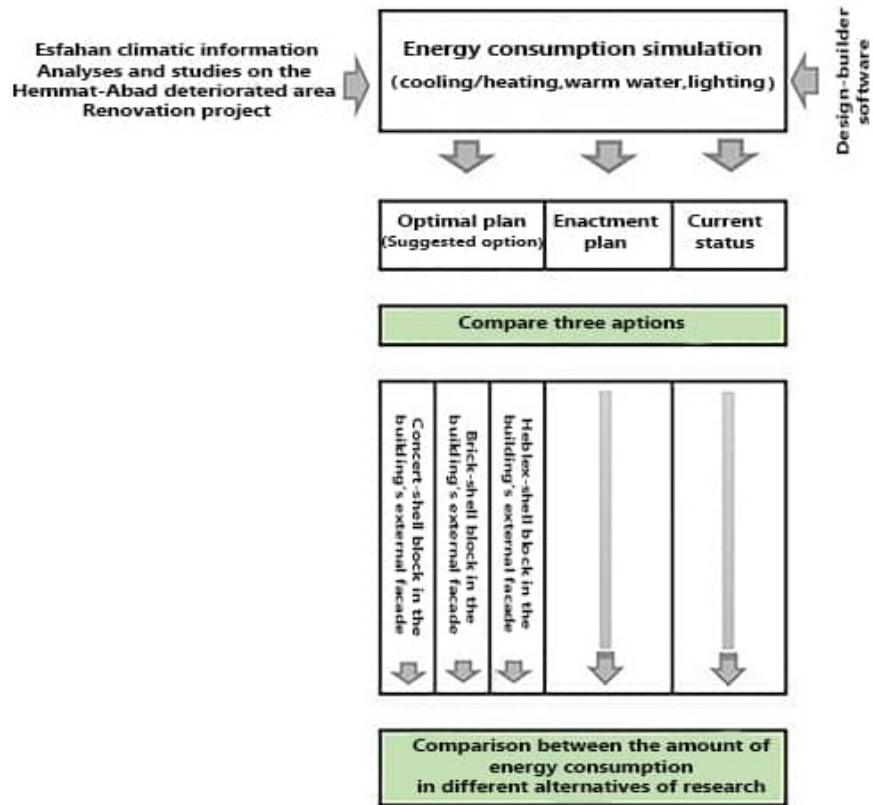 Esfahan climatic information
Analyses and studies on the
Hemmat-Abad deteriorated area
Renovation project
Energy consumption simulation
(cooling/heating,warm water,lighting)
Design-builder
software
Optimal plan
(Suggested option)
Enactment
plan
Current
status
Compare three aptions
Concert-shell block in the
building's external facade
Brick-shell block in the
building's external facade
Heblex-shell block in the
building's external facade
Comparison between the amount of
energy consumption
in different alternatives of research